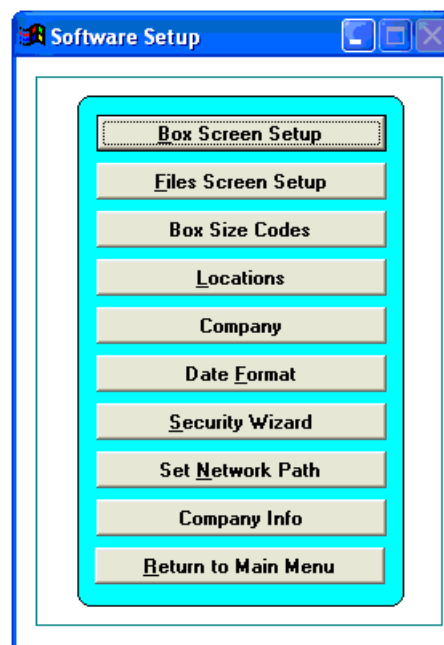 Software Setup
Box Screen Setup
Files Screen Setup
Box Size Codes
Locations
Company
Date Format
Security Wizard
Set Network Path
Company Info
Return to Main Menu